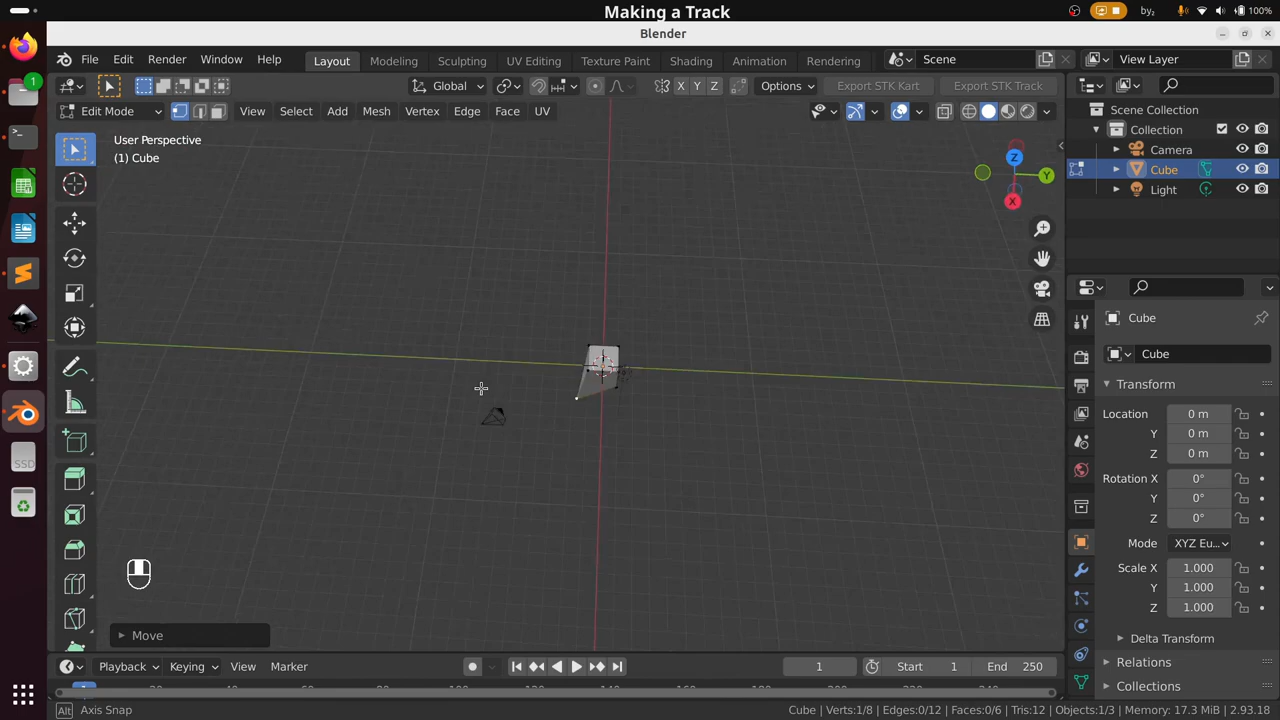 Making a Track
by₂
100%
Blender
File Edit Render Window Help
Layout Modeling Sculpting UV Editing Texture Paint Shading Animation Rendering
Scene
View Layer
Global
X Y Z
Options
Export STK Kart
Export STK Track
Edit Mode
View Select Add Mesh Vertex Edge Face UV
User Perspective
(1) Cube
Z
Y
X
Scene Collection
Collection
Camera
Cube
Light
Cube
Cube
Transform
Location 0 m
Y 0 m
Z 0 m
Rotation X 0°
Y 0°
Z 0°
Mode XYZ Eu...
Scale X 1.000
Y 1.000
Z 1.000
Delta Transform
Relations
Collections
SSD
1
Move
Playback Keying View Marker
1
Start 1
End 250
Alt Axis Snap
Cube | Verts:1/8 | Edges:0/12 | Faces:0/6 | Tris:12 | Objects:1/3 | Memory: 17.3 MiB | 2.93.18